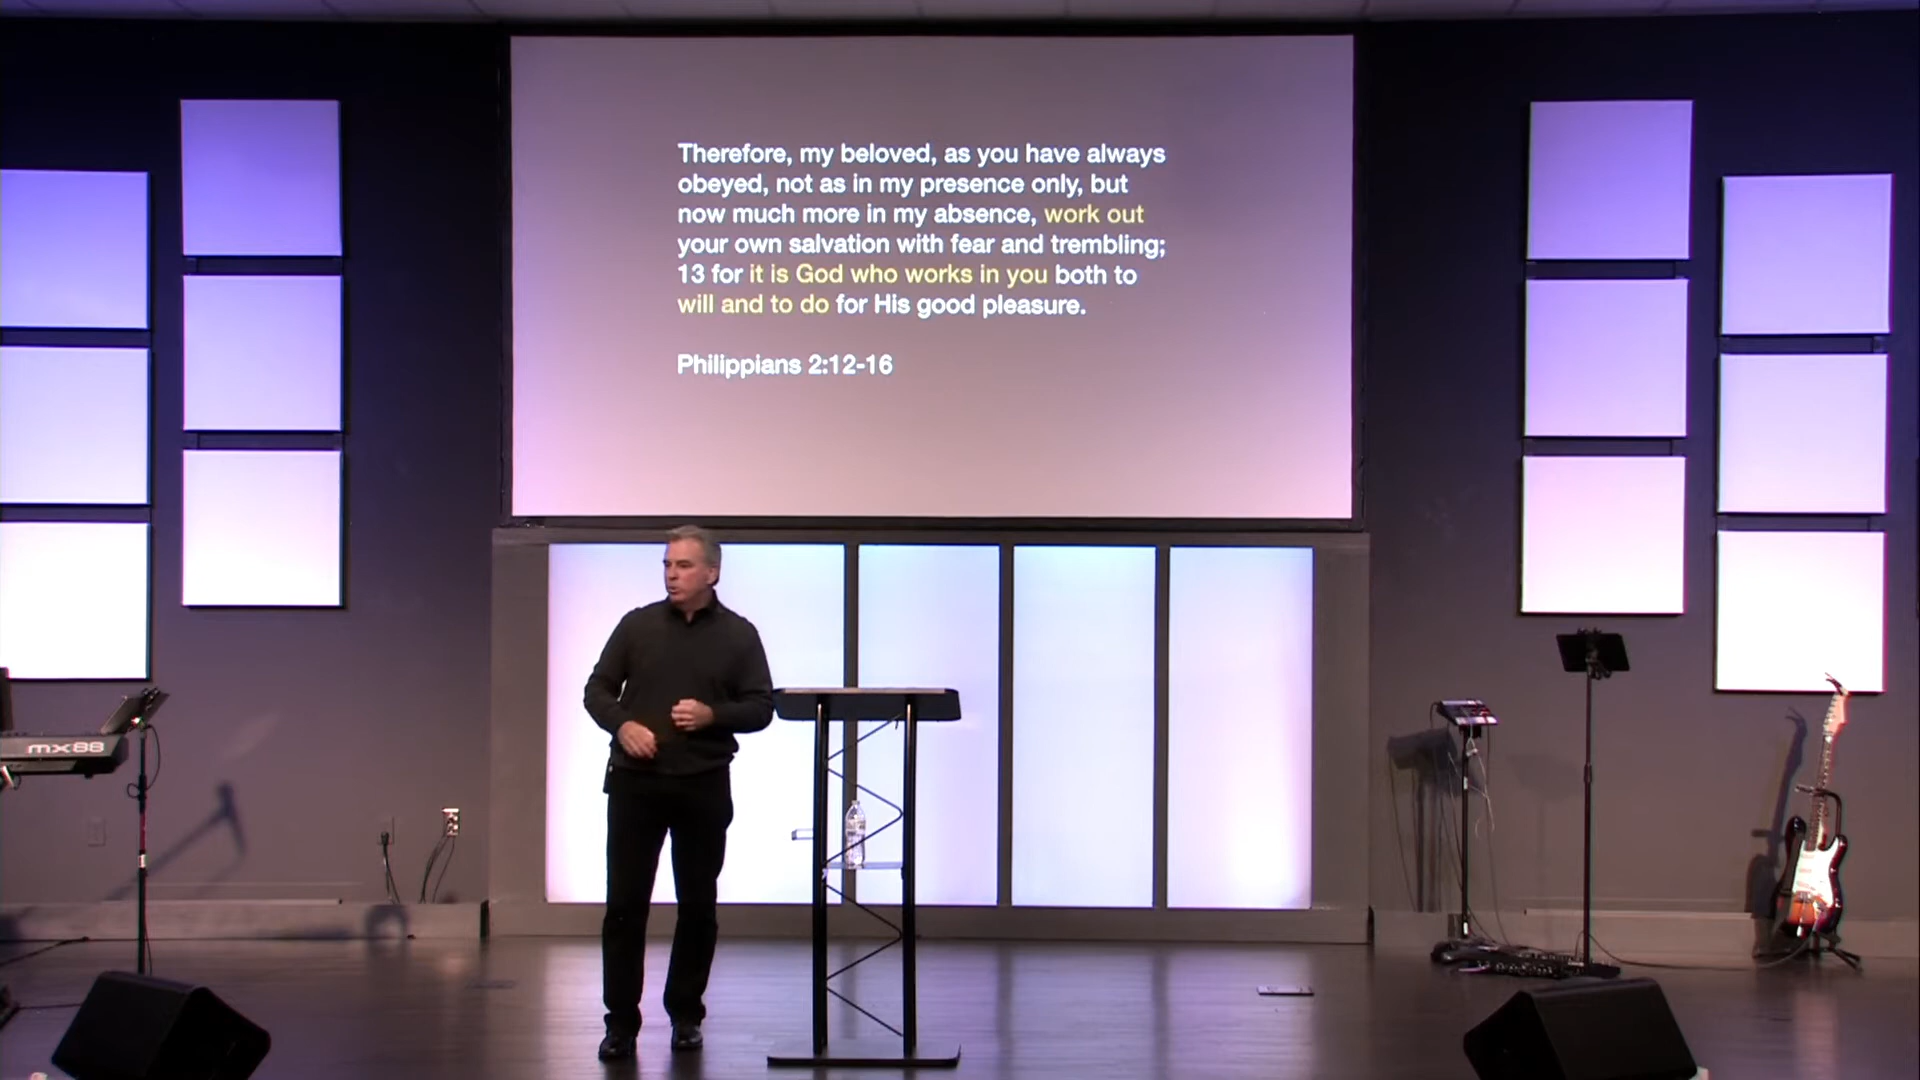 Therefore, my beloved, as you have always
obeyed, not as in my presence only, but
now much more in my absence, work out
your own salvation with fear and trembling;
13 for it is God who works in you both to
will and to do for His good pleasure.
Philippians 2:12-16
mx88